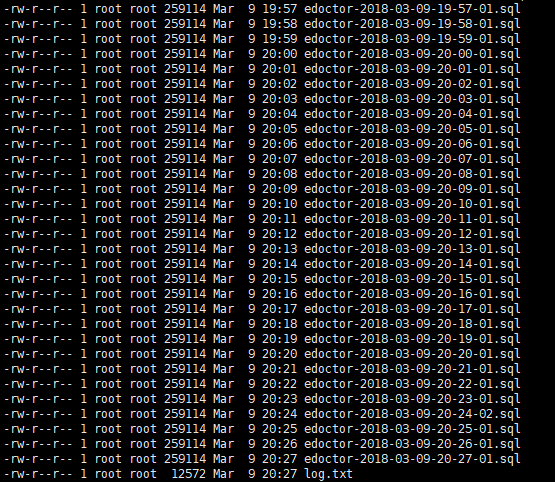 -rw-r--r-- 1 root root 259114 Mar  9 19:57 edoctor-2018-03-09-19-57-01.sql
-rw-r--r-- 1 root root 259114 Mar  9 19:58 edoctor-2018-03-09-19-58-01.sql
-rw-r--r-- 1 root root 259114 Mar  9 19:59 edoctor-2018-03-09-19-59-01.sql
-rw-r--r-- 1 root root 259114 Mar  9 20:00 edoctor-2018-03-09-20-00-01.sql
-rw-r--r-- 1 root root 259114 Mar  9 20:01 edoctor-2018-03-09-20-01-01.sql
-rw-r--r-- 1 root root 259114 Mar  9 20:02 edoctor-2018-03-09-20-02-01.sql
-rw-r--r-- 1 root root 259114 Mar  9 20:03 edoctor-2018-03-09-20-03-01.sql
-rw-r--r-- 1 root root 259114 Mar  9 20:04 edoctor-2018-03-09-20-04-01.sql
-rw-r--r-- 1 root root 259114 Mar  9 20:05 edoctor-2018-03-09-20-05-01.sql
-rw-r--r-- 1 root root 259114 Mar  9 20:06 edoctor-2018-03-09-20-06-01.sql
-rw-r--r-- 1 root root 259114 Mar  9 20:07 edoctor-2018-03-09-20-07-01.sql
-rw-r--r-- 1 root root 259114 Mar  9 20:08 edoctor-2018-03-09-20-08-01.sql
-rw-r--r-- 1 root root 259114 Mar  9 20:09 edoctor-2018-03-09-20-09-01.sql
-rw-r--r-- 1 root root 259114 Mar  9 20:10 edoctor-2018-03-09-20-10-01.sql
-rw-r--r-- 1 root root 259114 Mar  9 20:11 edoctor-2018-03-09-20-11-01.sql
-rw-r--r-- 1 root root 259114 Mar  9 20:12 edoctor-2018-03-09-20-12-01.sql
-rw-r--r-- 1 root root 259114 Mar  9 20:13 edoctor-2018-03-09-20-13-01.sql
-rw-r--r-- 1 root root 259114 Mar  9 20:14 edoctor-2018-03-09-20-14-01.sql
-rw-r--r-- 1 root root 259114 Mar  9 20:15 edoctor-2018-03-09-20-15-01.sql
-rw-r--r-- 1 root root 259114 Mar  9 20:16 edoctor-2018-03-09-20-16-01.sql
-rw-r--r-- 1 root root 259114 Mar  9 20:17 edoctor-2018-03-09-20-17-01.sql
-rw-r--r-- 1 root root 259114 Mar  9 20:18 edoctor-2018-03-09-20-18-01.sql
-rw-r--r-- 1 root root 259114 Mar  9 20:19 edoctor-2018-03-09-20-19-01.sql
-rw-r--r-- 1 root root 259114 Mar  9 20:20 edoctor-2018-03-09-20-20-01.sql
-rw-r--r-- 1 root root 259114 Mar  9 20:21 edoctor-2018-03-09-20-21-01.sql
-rw-r--r-- 1 root root 259114 Mar  9 20:22 edoctor-2018-03-09-20-22-01.sql
-rw-r--r-- 1 root root 259114 Mar  9 20:23 edoctor-2018-03-09-20-23-01.sql
-rw-r--r-- 1 root root 259114 Mar  9 20:24 edoctor-2018-03-09-20-24-02.sql
-rw-r--r-- 1 root root 259114 Mar  9 20:25 edoctor-2018-03-09-20-25-01.sql
-rw-r--r-- 1 root root 259114 Mar  9 20:26 edoctor-2018-03-09-20-26-01.sql
-rw-r--r-- 1 root root 259114 Mar  9 20:27 edoctor-2018-03-09-20-27-01.sql
-rw-r--r-- 1 root root  12572 Mar  9 20:27 log.txt